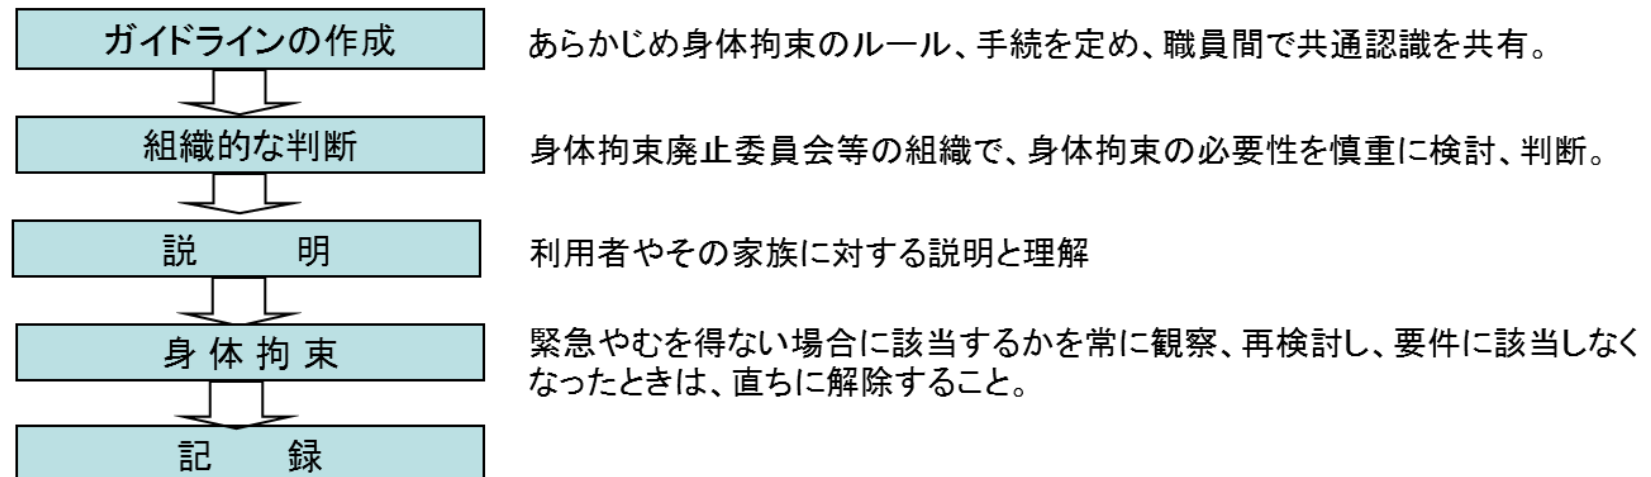 ガイドラインの作成
あらかじめ身体拘束のルール、手続を定め、職員間で共通認識を共有。
組織的な判断
身体拘束廃止委員会等の組織で、身体拘束の必要性を慎重に検討、判断。
説　　明
利用者やその家族に対する説明と理解
身 体 拘 束
緊急やむを得ない場合に該当するかを常に観察、再検討し、要件に該当しなく
なったときは、直ちに解除すること。
記　　録